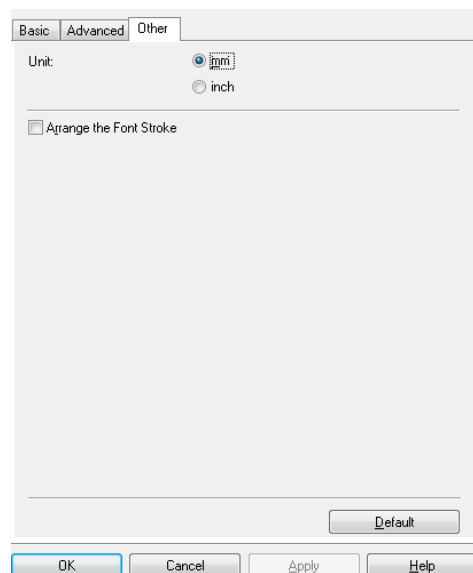 Basic Advanced Other
Unit: mm
inch
Arrange the Font Stroke
Default
OK Cancel Apply Help